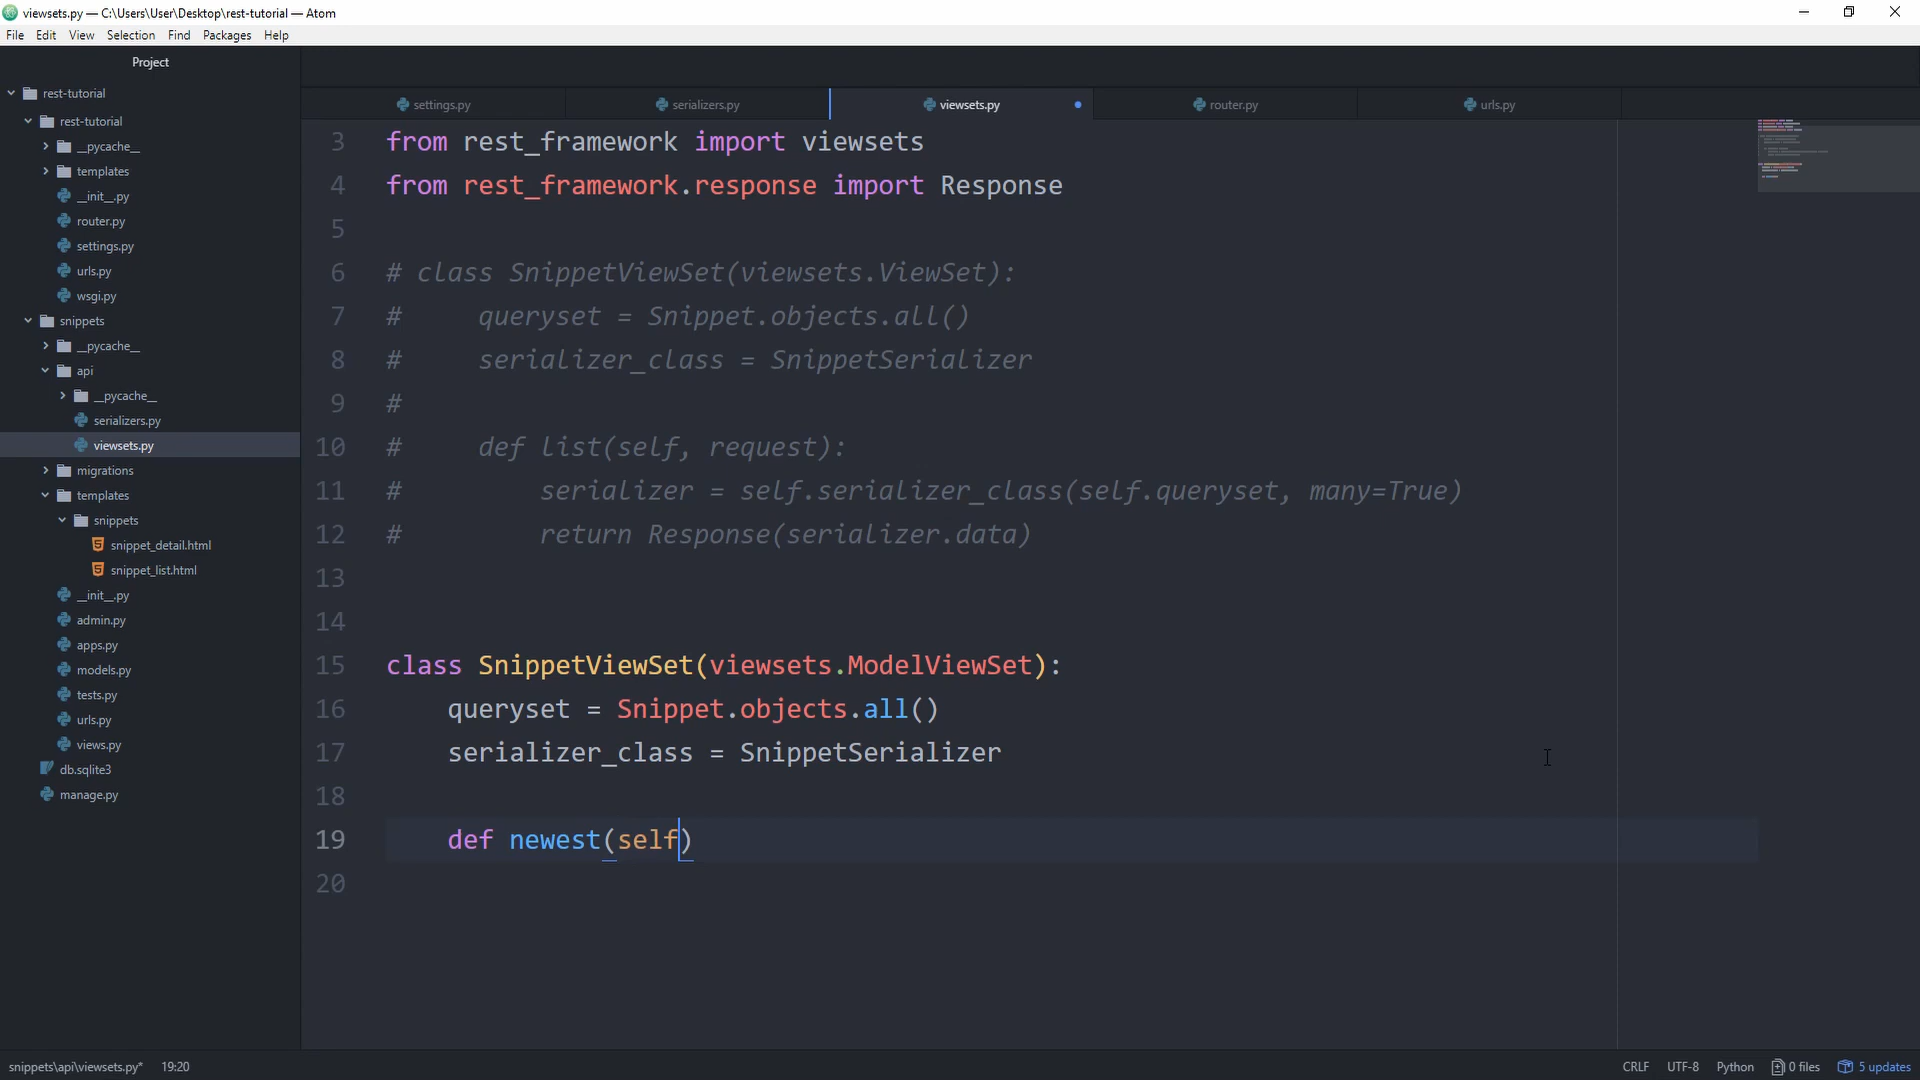 viewsets.py — C:\Users\User\Desktop\rest-tutorial — Atom
File Edit View Selection Find Packages Help
Project
rest-tutorial
rest-tutorial
__pycache__
templates
__init__.py
router.py
settings.py
urls.py
wsgi.py
snippets
__pycache__
api
__pycache__
serializers.py
viewsets.py
migrations
templates
snippets
snippet_detail.html
snippet_list.html
__init__.py
admin.py
apps.py
models.py
tests.py
urls.py
views.py
db.sqlite3
manage.py
settings.py serializers.py viewsets.py router.py urls.py
3 from rest_framework import viewsets
4 from rest_framework.response import Response
5
6 # class SnippetViewSet(viewsets.ViewSet):
7 #     queryset = Snippet.objects.all()
8 #     serializer_class = SnippetSerializer
9 #
10 #     def list(self, request):
11 #         serializer = self.serializer_class(self.queryset, many=True)
12 #         return Response(serializer.data)
13
14
15 class SnippetViewSet(viewsets.ModelViewSet):
16     queryset = Snippet.objects.all()
17     serializer_class = SnippetSerializer
18
19     def newest(self)
20
snippets\api\viewsets.py* 19:20 CRLF UTF-8 Python 0 files 5 updates